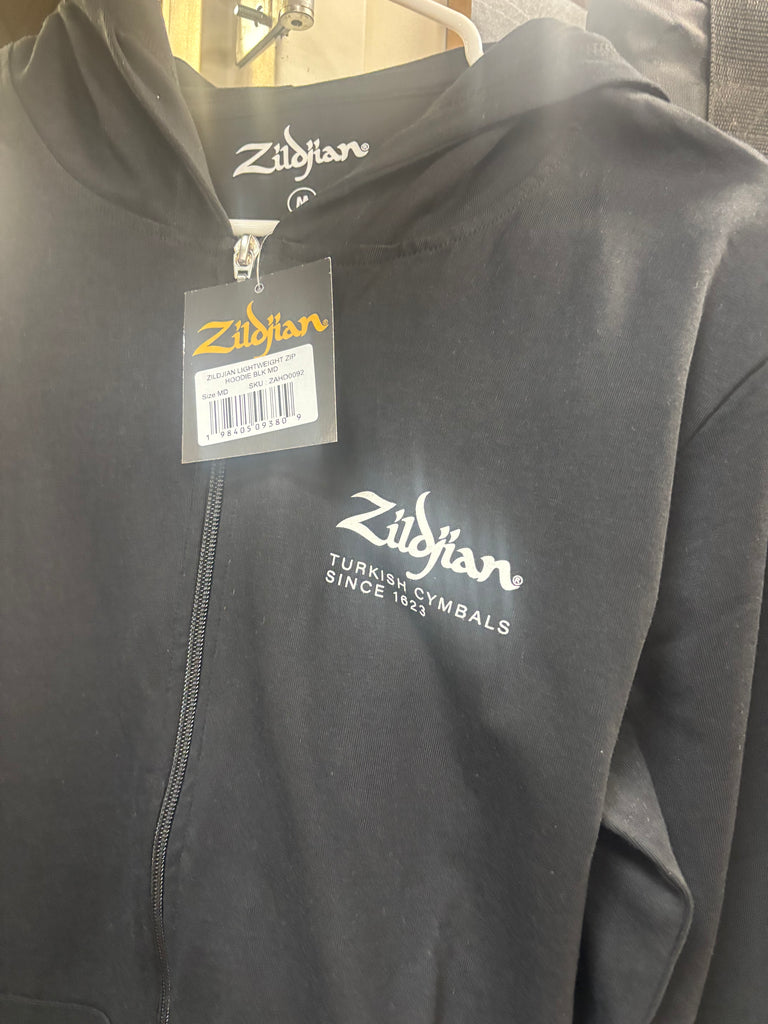 Zildjian®
M
Zildjian®
ZILDJIAN LIGHTWEIGHT ZIP
HOODIE BLK MD
Size MD SKU : ZAHD0092
1 98405 09380 9
Zildjian®
TURKISH CYMBALS
SINCE 1623